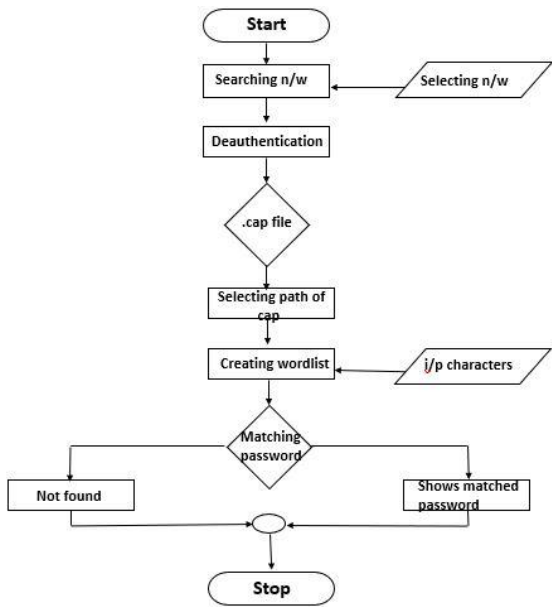 Start
Searching n/w
Selecting n/w
Deauthentication
.cap file
Selecting path of
cap
Creating wordlist
i/p characters
Matching
password
Not found
Shows matched
password
Stop